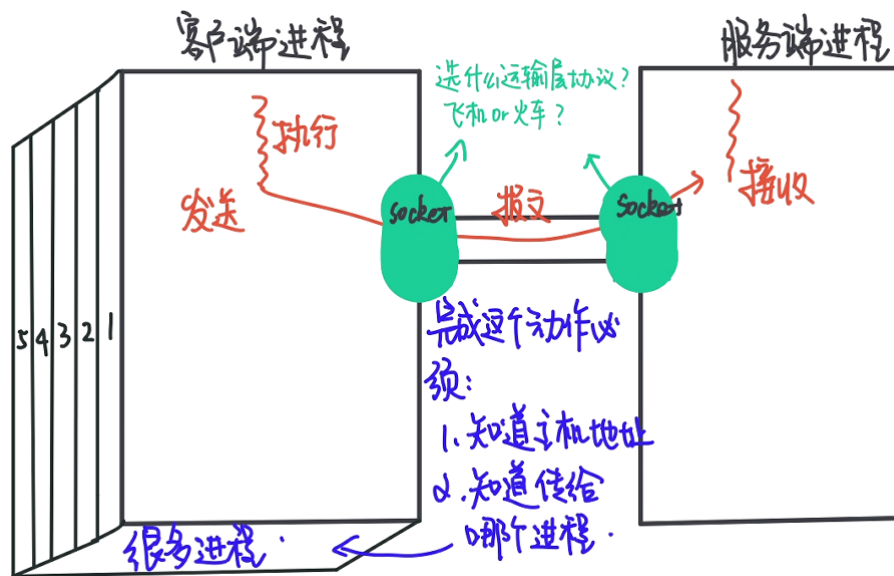 客户端进程
服务端进程
选什么运输层协议?
飞机or火车?
执行
发送
socket
报文
socket
接收
5 4 3 2 1
完成这个动作必
须:
1.知道主机地址
2.知道传给
哪个进程.
很多进程.